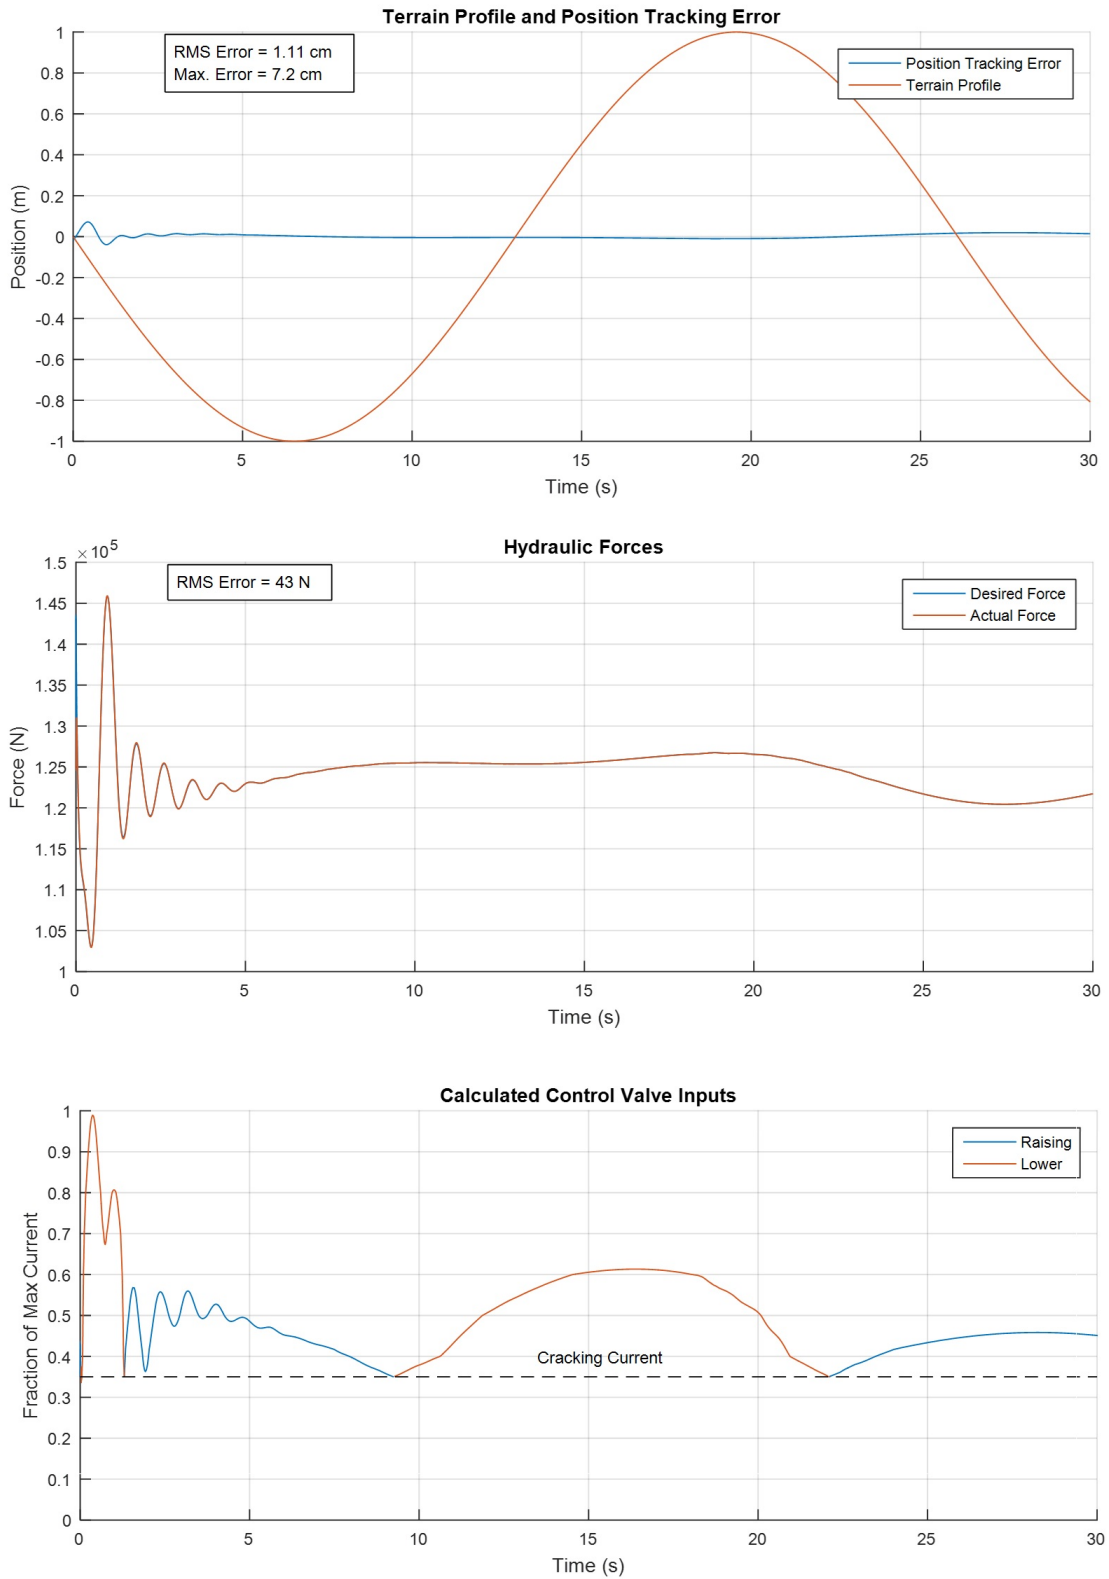 Terrain Profile and Position Tracking Error
RMS Error = 1.11 cm
Max. Error = 7.2 cm
Position Tracking Error
Terrain Profile
Position (m)
1
0.8
0.6
0.4
0.2
0
-0.2
-0.4
-0.6
-0.8
-1
0 5 10 15 20 25 30
Time (s)
Hydraulic Forces
×10^5
RMS Error = 43 N
Desired Force
Actual Force
Force (N)
1.5
1.45
1.4
1.35
1.3
1.25
1.2
1.15
1.1
1.05
1
0 5 10 15 20 25 30
Time (s)
Calculated Control Valve Inputs
Raising
Lower
Cracking Current
Fraction of Max Current
1
0.9
0.8
0.7
0.6
0.5
0.4
0.3
0.2
0.1
0
0 5 10 15 20 25 30
Time (s)